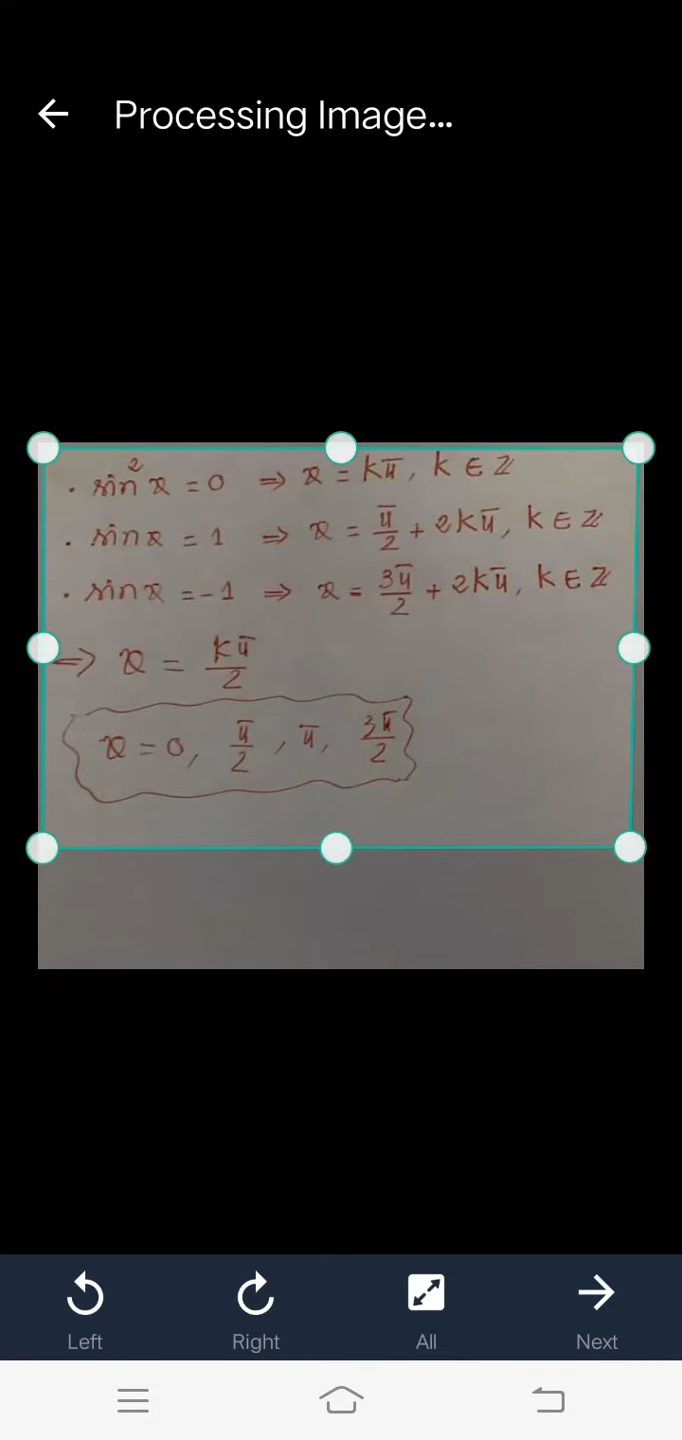 Processing Image...
· sin² x = 0 ⇒ x = kπ, k ∈ ℤ
· sin x = 1 ⇒ x = π/2 + 2kπ, k ∈ ℤ
· sin x = -1 ⇒ x = 3π/2 + 2kπ, k ∈ ℤ
⇒ x = kπ/2
x = 0, π/2, π, 3π/2
Left Right All Next